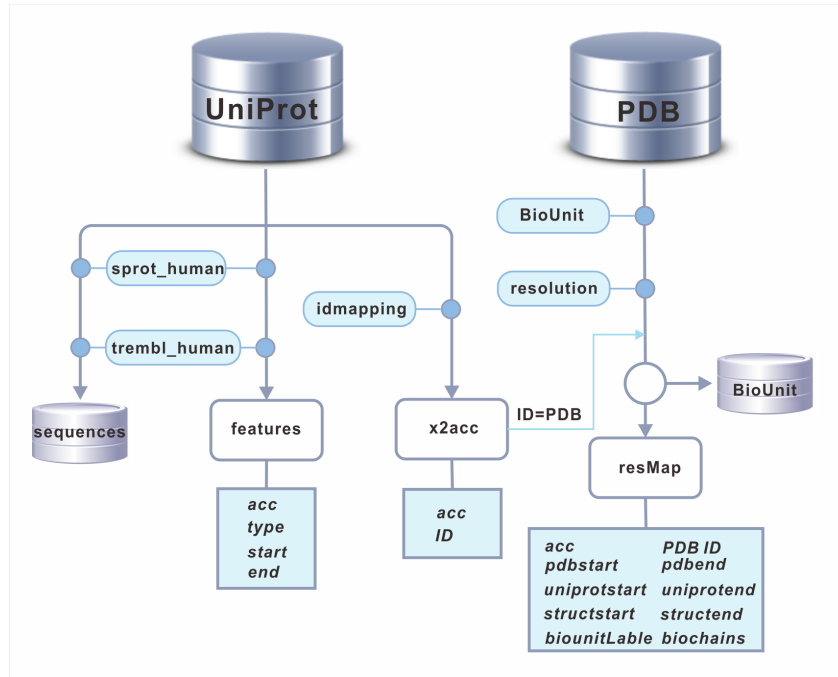 UniProt
PDB
BioUnit
sprot_human
resolution
idmapping
trembl_human
BioUnit
ID=PDB
sequences
features
x2acc
resMap
acc
type
start
end
acc
ID
acc PDB ID
pdbstart pdbend
uniprotstart uniprotend
structstart structend
biounitLable biochains